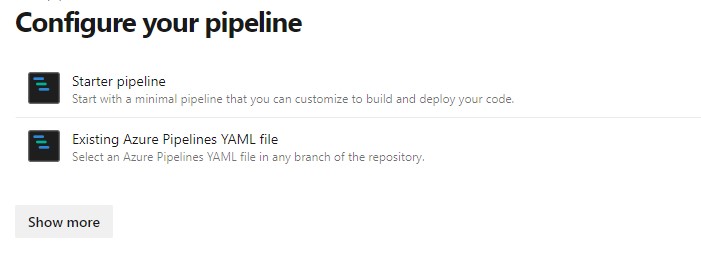 Configure your pipeline
Starter pipeline
Start with a minimal pipeline that you can customize to build and deploy your code.
Existing Azure Pipelines YAML file
Select an Azure Pipelines YAML file in any branch of the repository.
Show more